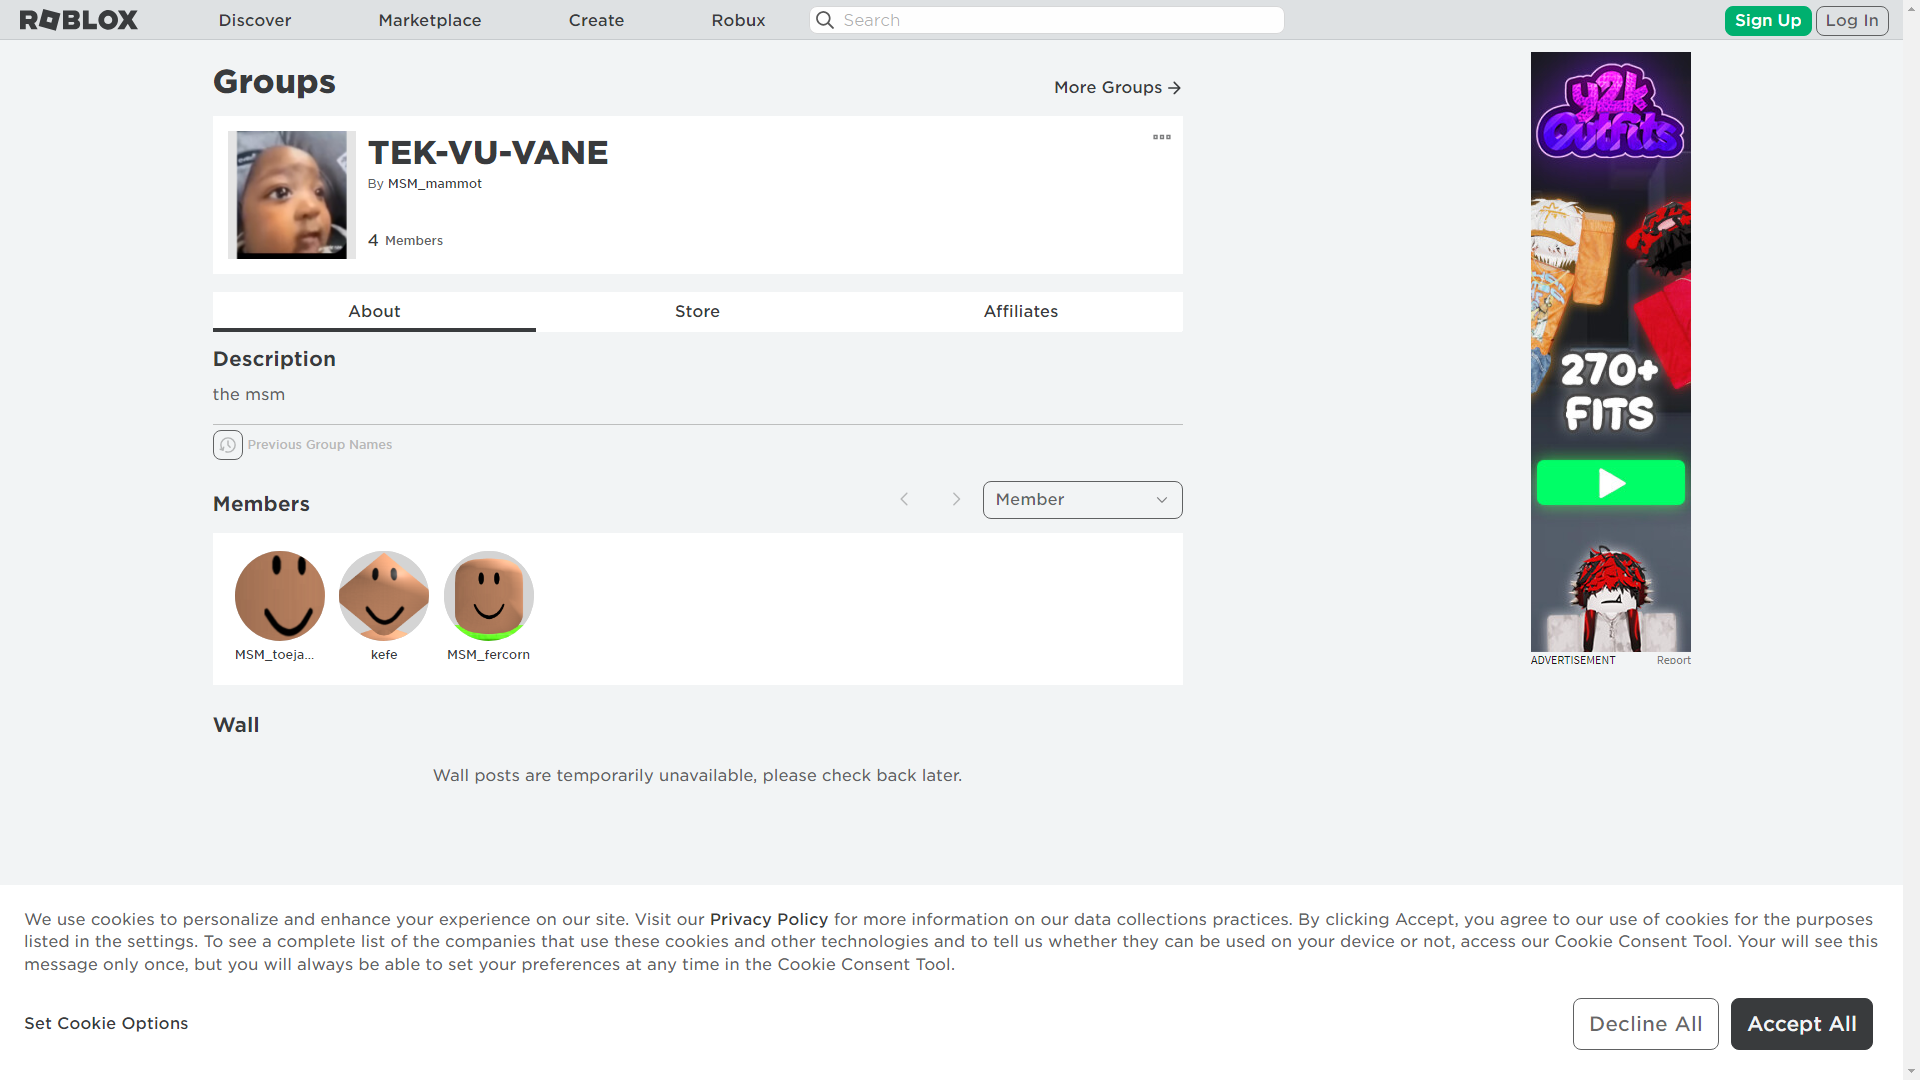 ROBLOX
Discover
Marketplace
Create
Robux
Search
Sign Up
Log In
Groups
More Groups
TEK-VU-VANE
By MSM_mammot
4 Members
About
Store
Affiliates
Description
the msm
Previous Group Names
Members
Member
MSM_toeja...
kefe
MSM_fercorn
Wall
Wall posts are temporarily unavailable, please check back later.
y2k
Outfits
270+
FITS
ADVERTISEMENT
Report
We use cookies to personalize and enhance your experience on our site. Visit our Privacy Policy for more information on our data collections practices. By clicking Accept, you agree to our use of cookies for the purposes
listed in the settings. To see a complete list of the companies that use these cookies and other technologies and to tell us whether they can be used on your device or not, access our Cookie Consent Tool. Your will see this
message only once, but you will always be able to set your preferences at any time in the Cookie Consent Tool.
Set Cookie Options
Decline All
Accept All